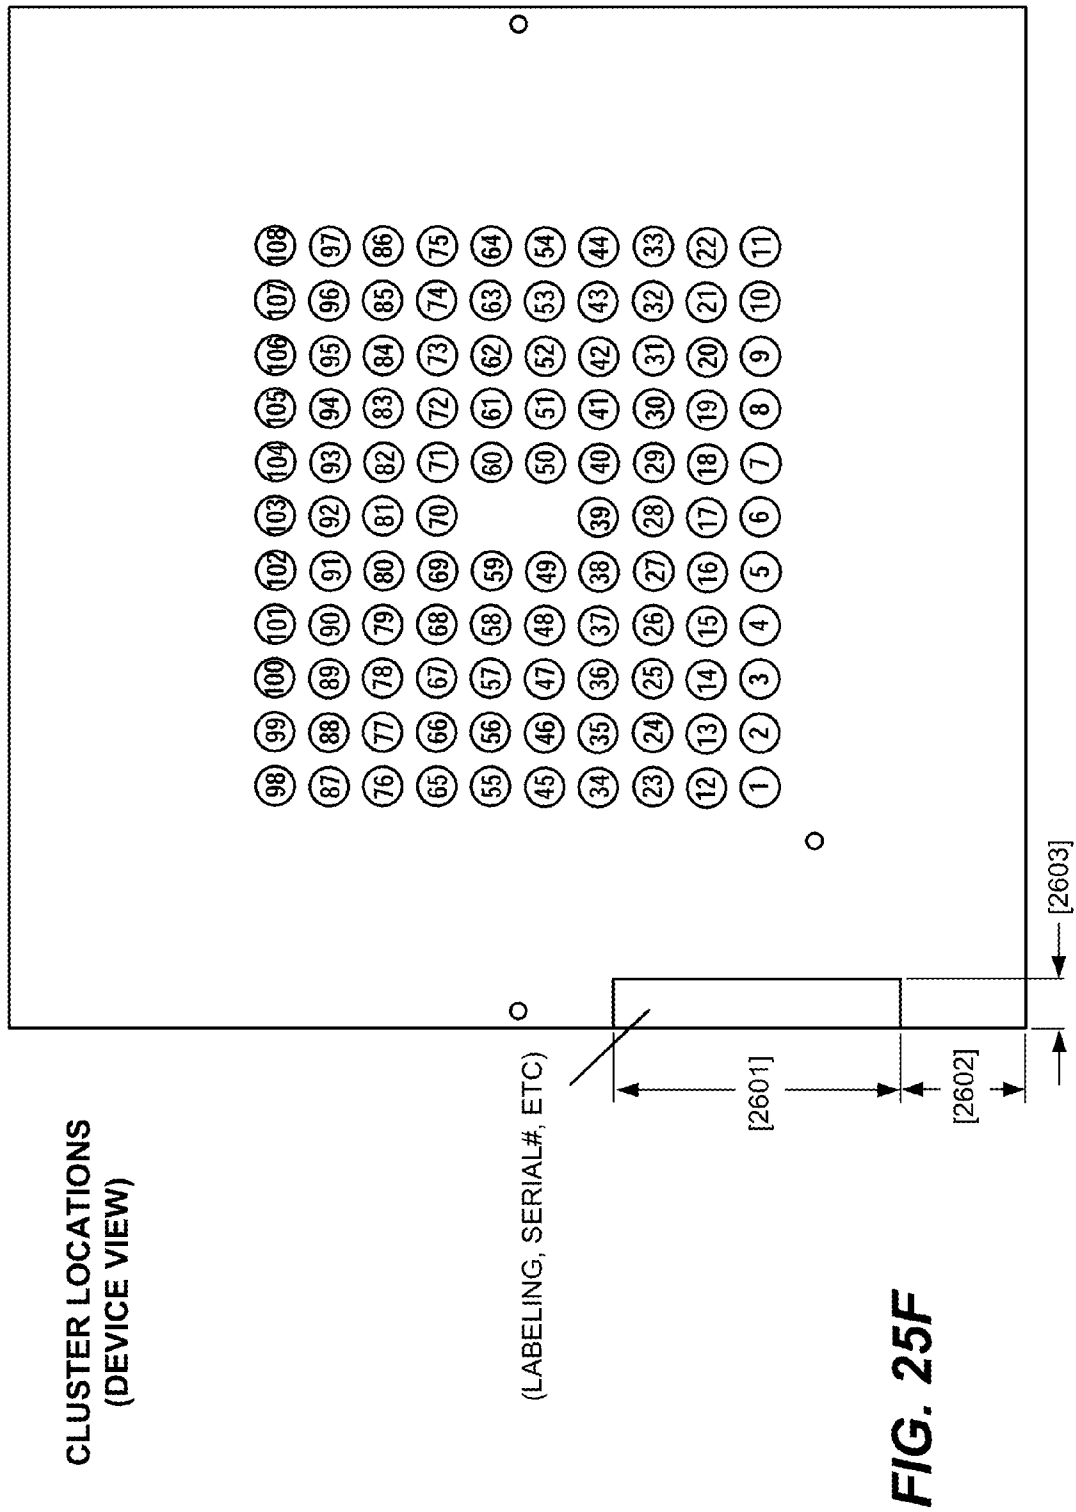 CLUSTER LOCATIONS
(DEVICE VIEW)
98 99 100 101 102 103 104 105 106 107 108
87 88 89 90 91 92 93 94 95 96 97
76 77 78 79 80 81 82 83 84 85 86
65 66 67 68 69 70 71 72 73 74 75
55 56 57 58 59 60 61 62 63 64
45 46 47 48 49 50 51 52 53 54
34 35 36 37 38 39 40 41 42 43 44
23 24 25 26 27 28 29 30 31 32 33
12 13 14 15 16 17 18 19 20 21 22
1 2 3 4 5 6 7 8 9 10 11
(LABELING, SERIAL#, ETC)
[2601]
[2602]
[2603]
FIG. 25F